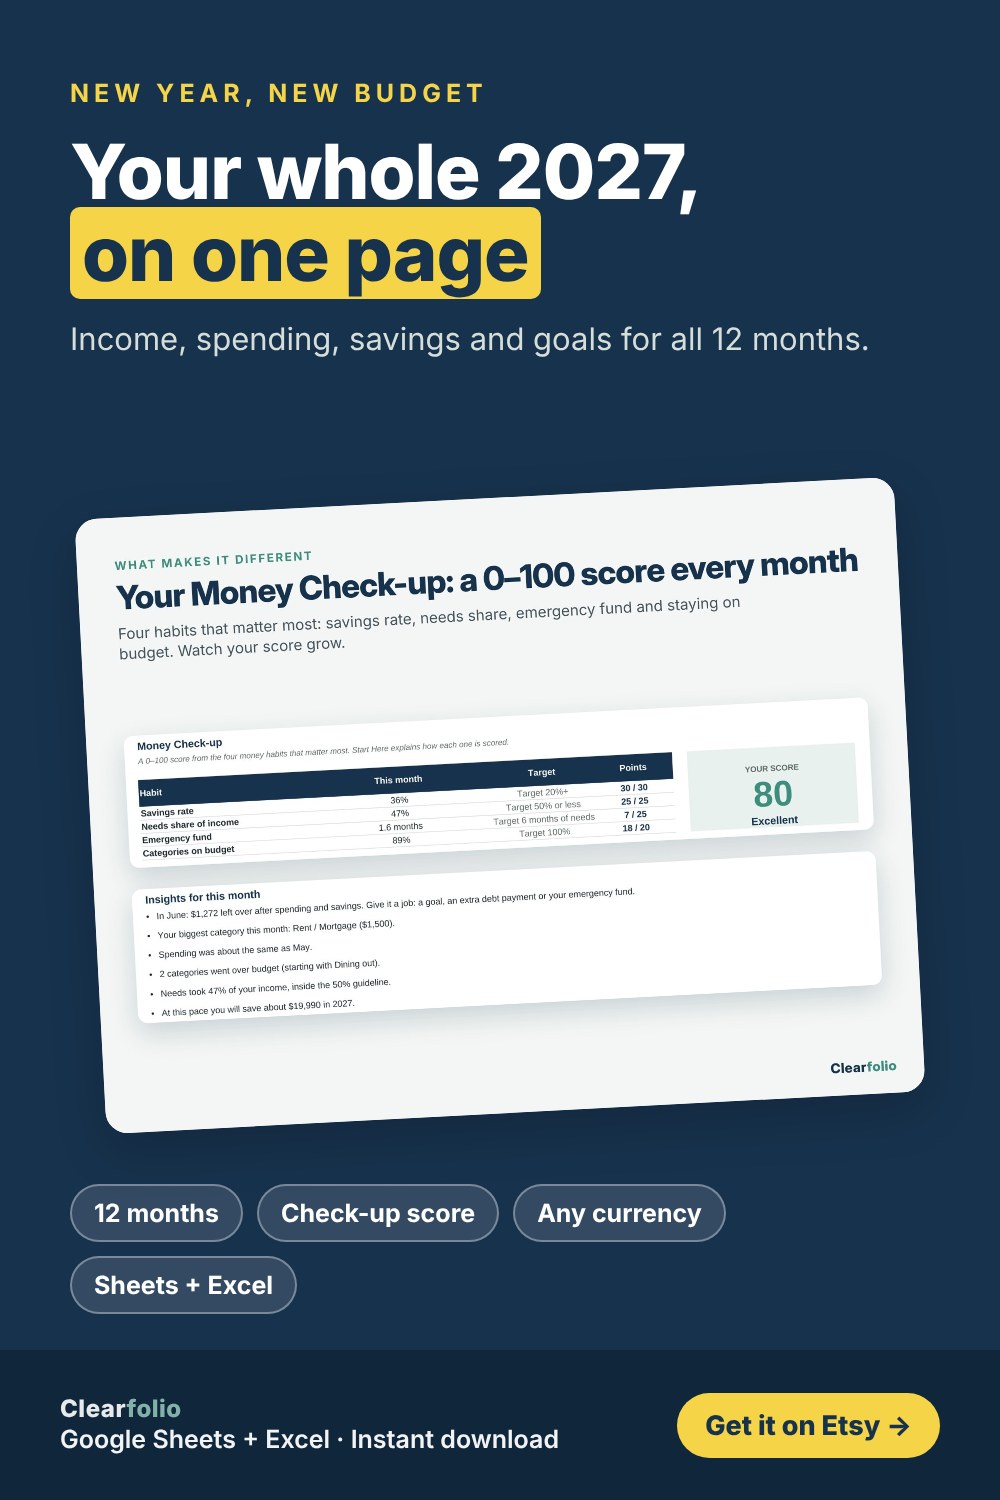 NEW YEAR, NEW BUDGET
Your whole 2027,
on one page
Income, spending, savings and goals for all 12 months.
WHAT MAKES IT DIFFERENT
Your Money Check-up: a 0–100 score every month
Four habits that matter most: savings rate, needs share, emergency fund and staying on
budget. Watch your score grow.
Money Check-up
A 0–100 score from the four money habits that matter most. Start Here explains how each one is scored.
Habit This month Target Points
Savings rate 36% Target 20%+ 30 / 30
Needs share of income 47% Target 50% or less 25 / 25
Emergency fund 1.6 months Target 6 months of needs 7 / 25
Categories on budget 89% Target 100% 18 / 20
YOUR SCORE
80
Excellent
Insights for this month
• In June: $1,272 left over after spending and savings. Give it a job: a goal, an extra debt payment or your emergency fund.
• Your biggest category this month: Rent / Mortgage ($1,500).
• Spending was about the same as May.
• 2 categories went over budget (starting with Dining out).
• Needs took 47% of your income, inside the 50% guideline.
• At this pace you will save about $19,990 in 2027.
Clearfolio
12 months
Check-up score
Any currency
Sheets + Excel
Clearfolio
Google Sheets + Excel · Instant download
Get it on Etsy →